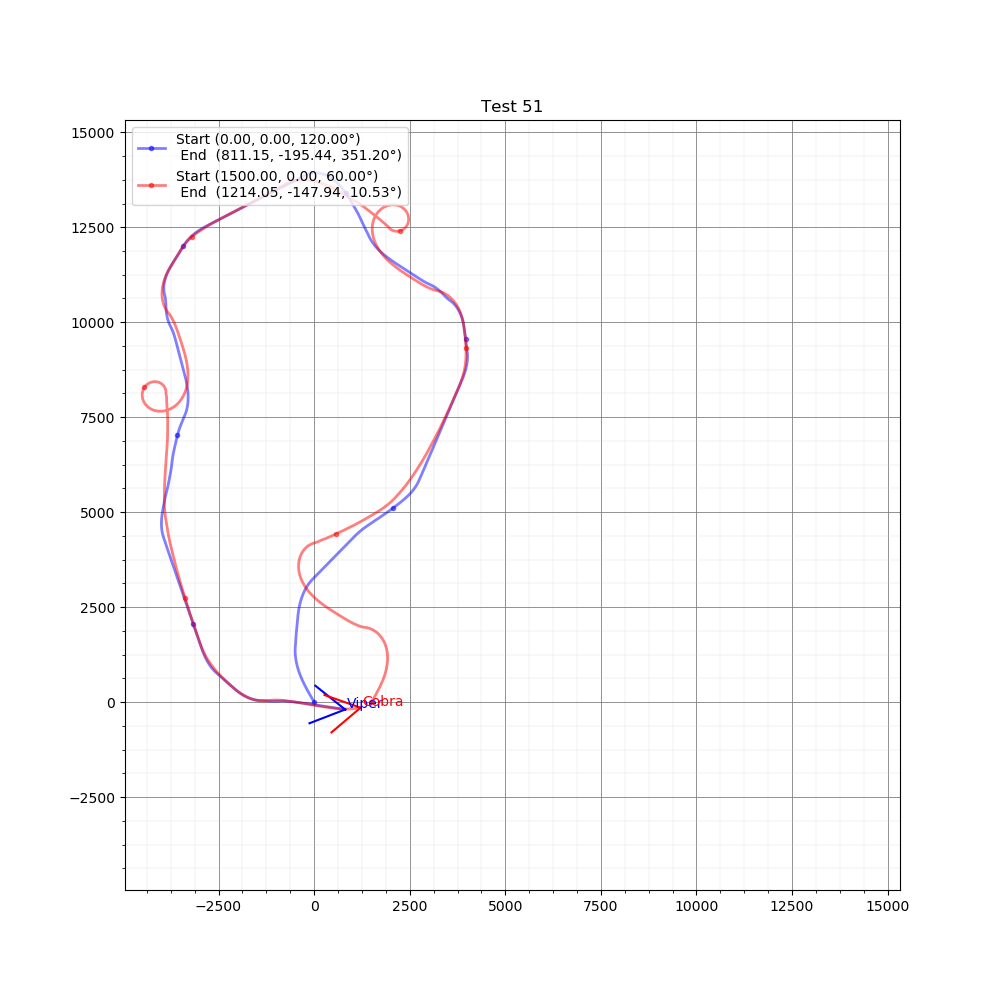 Test 51
Start (0.00, 0.00, 120.00°)
End (811.15, -195.44, 351.20°)
Start (1500.00, 0.00, 60.00°)
End (1214.05, -147.94, 10.53°)
15000
12500
10000
7500
5000
2500
0
−2500
Viper
Cobra
−2500 0 2500 5000 7500 10000 12500 15000